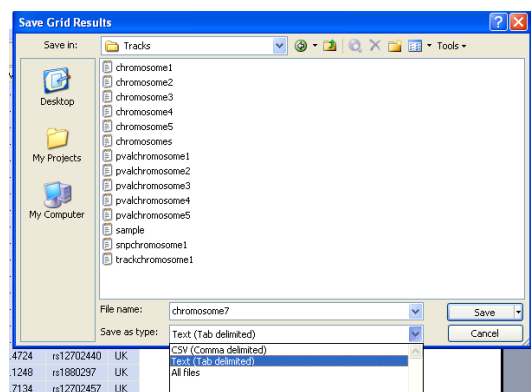 Save Grid Results
Save in: Tracks Tools
Desktop
My Projects
My Computer
chromosome1
chromosome2
chromosome3
chromosome4
chromosome5
chromosomes
pvalchromosome1
pvalchromosome2
pvalchromosome3
pvalchromosome4
pvalchromosome5
sample
snpchromosome1
trackchromosome1
File name: chromosome7 Save
Save as type: Text (Tab delimited) Cancel
CSV (Comma delimited)
Text (Tab delimited)
All files
.4724 rs12702440 UK
.1248 rs1880297 UK
.7134 rs12702457 UK